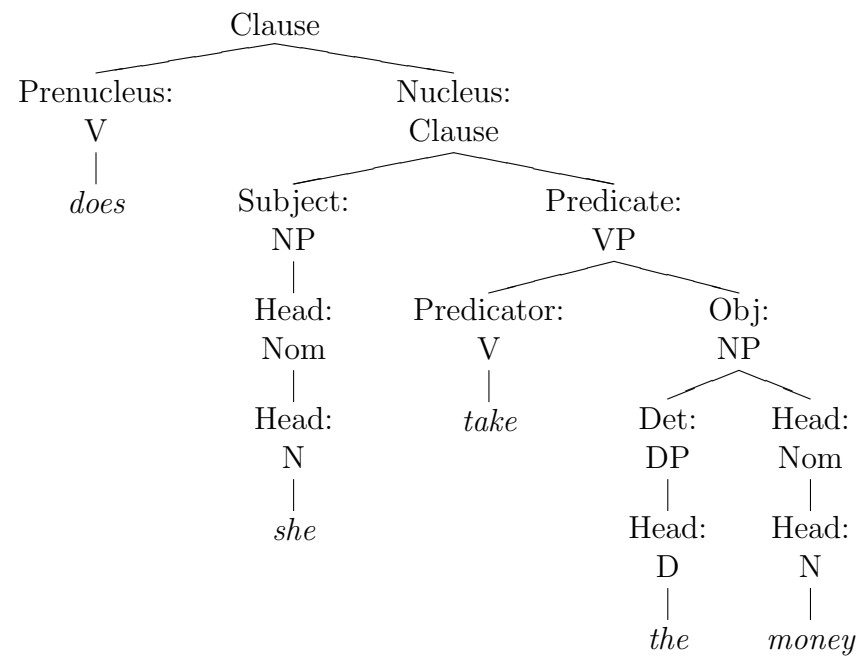 Clause
Prenucleus: Nucleus:
V Clause
does Subject: Predicate:
NP VP
Head: Predicator: Obj:
Nom V NP
Head: take Det: Head:
N DP Nom
she Head: Head:
D N
the money